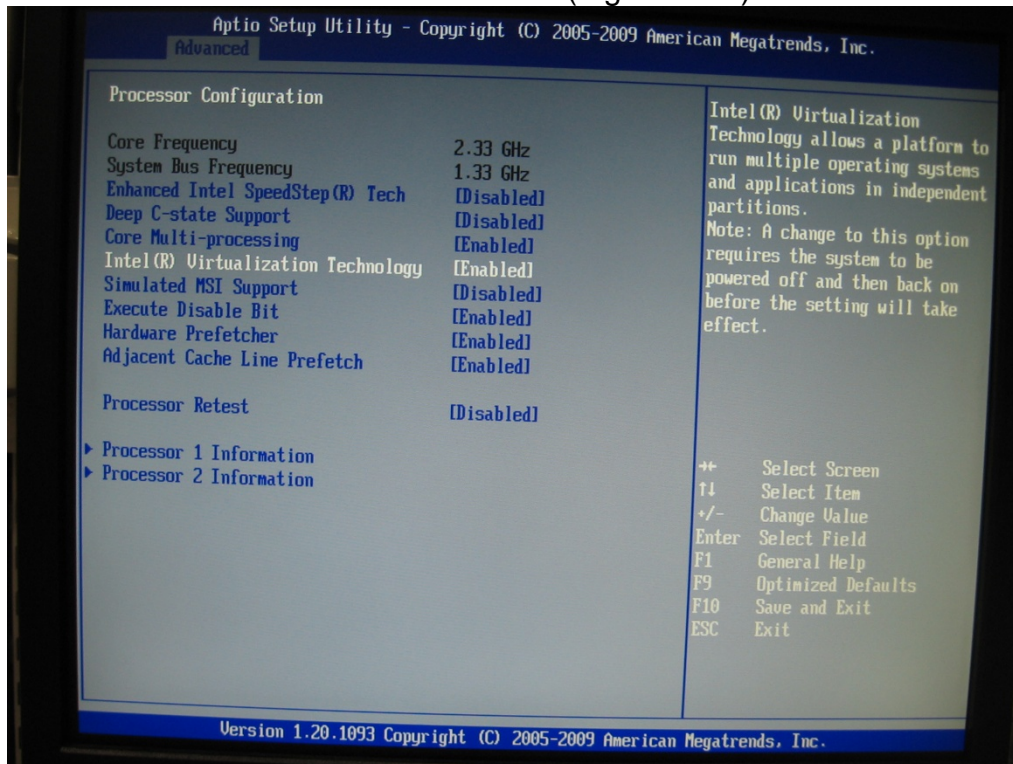 Aptio Setup Utility - Copyright (C) 2005-2009 American Megatrends, Inc.
Advanced
Processor Configuration
Core Frequency 2.33 GHz
System Bus Frequency 1.33 GHz
Enhanced Intel SpeedStep(R) Tech [Disabled]
Deep C-state Support [Disabled]
Core Multi-processing [Enabled]
Intel(R) Virtualization Technology [Enabled]
Simulated MSI Support [Disabled]
Execute Disable Bit [Enabled]
Hardware Prefetcher [Enabled]
Adjacent Cache Line Prefetch [Enabled]
Processor Retest [Disabled]
Processor 1 Information
Processor 2 Information
Intel(R) Virtualization
Technology allows a platform to
run multiple operating systems
and applications in independent
partitions.
Note: A change to this option
requires the system to be
powered off and then back on
before the setting will take
effect.
→← Select Screen
↑↓ Select Item
+/- Change Value
Enter Select Field
F1 General Help
F9 Optimized Defaults
F10 Save and Exit
ESC Exit
Version 1.20.1093 Copyright (C) 2005-2009 American Megatrends, Inc.